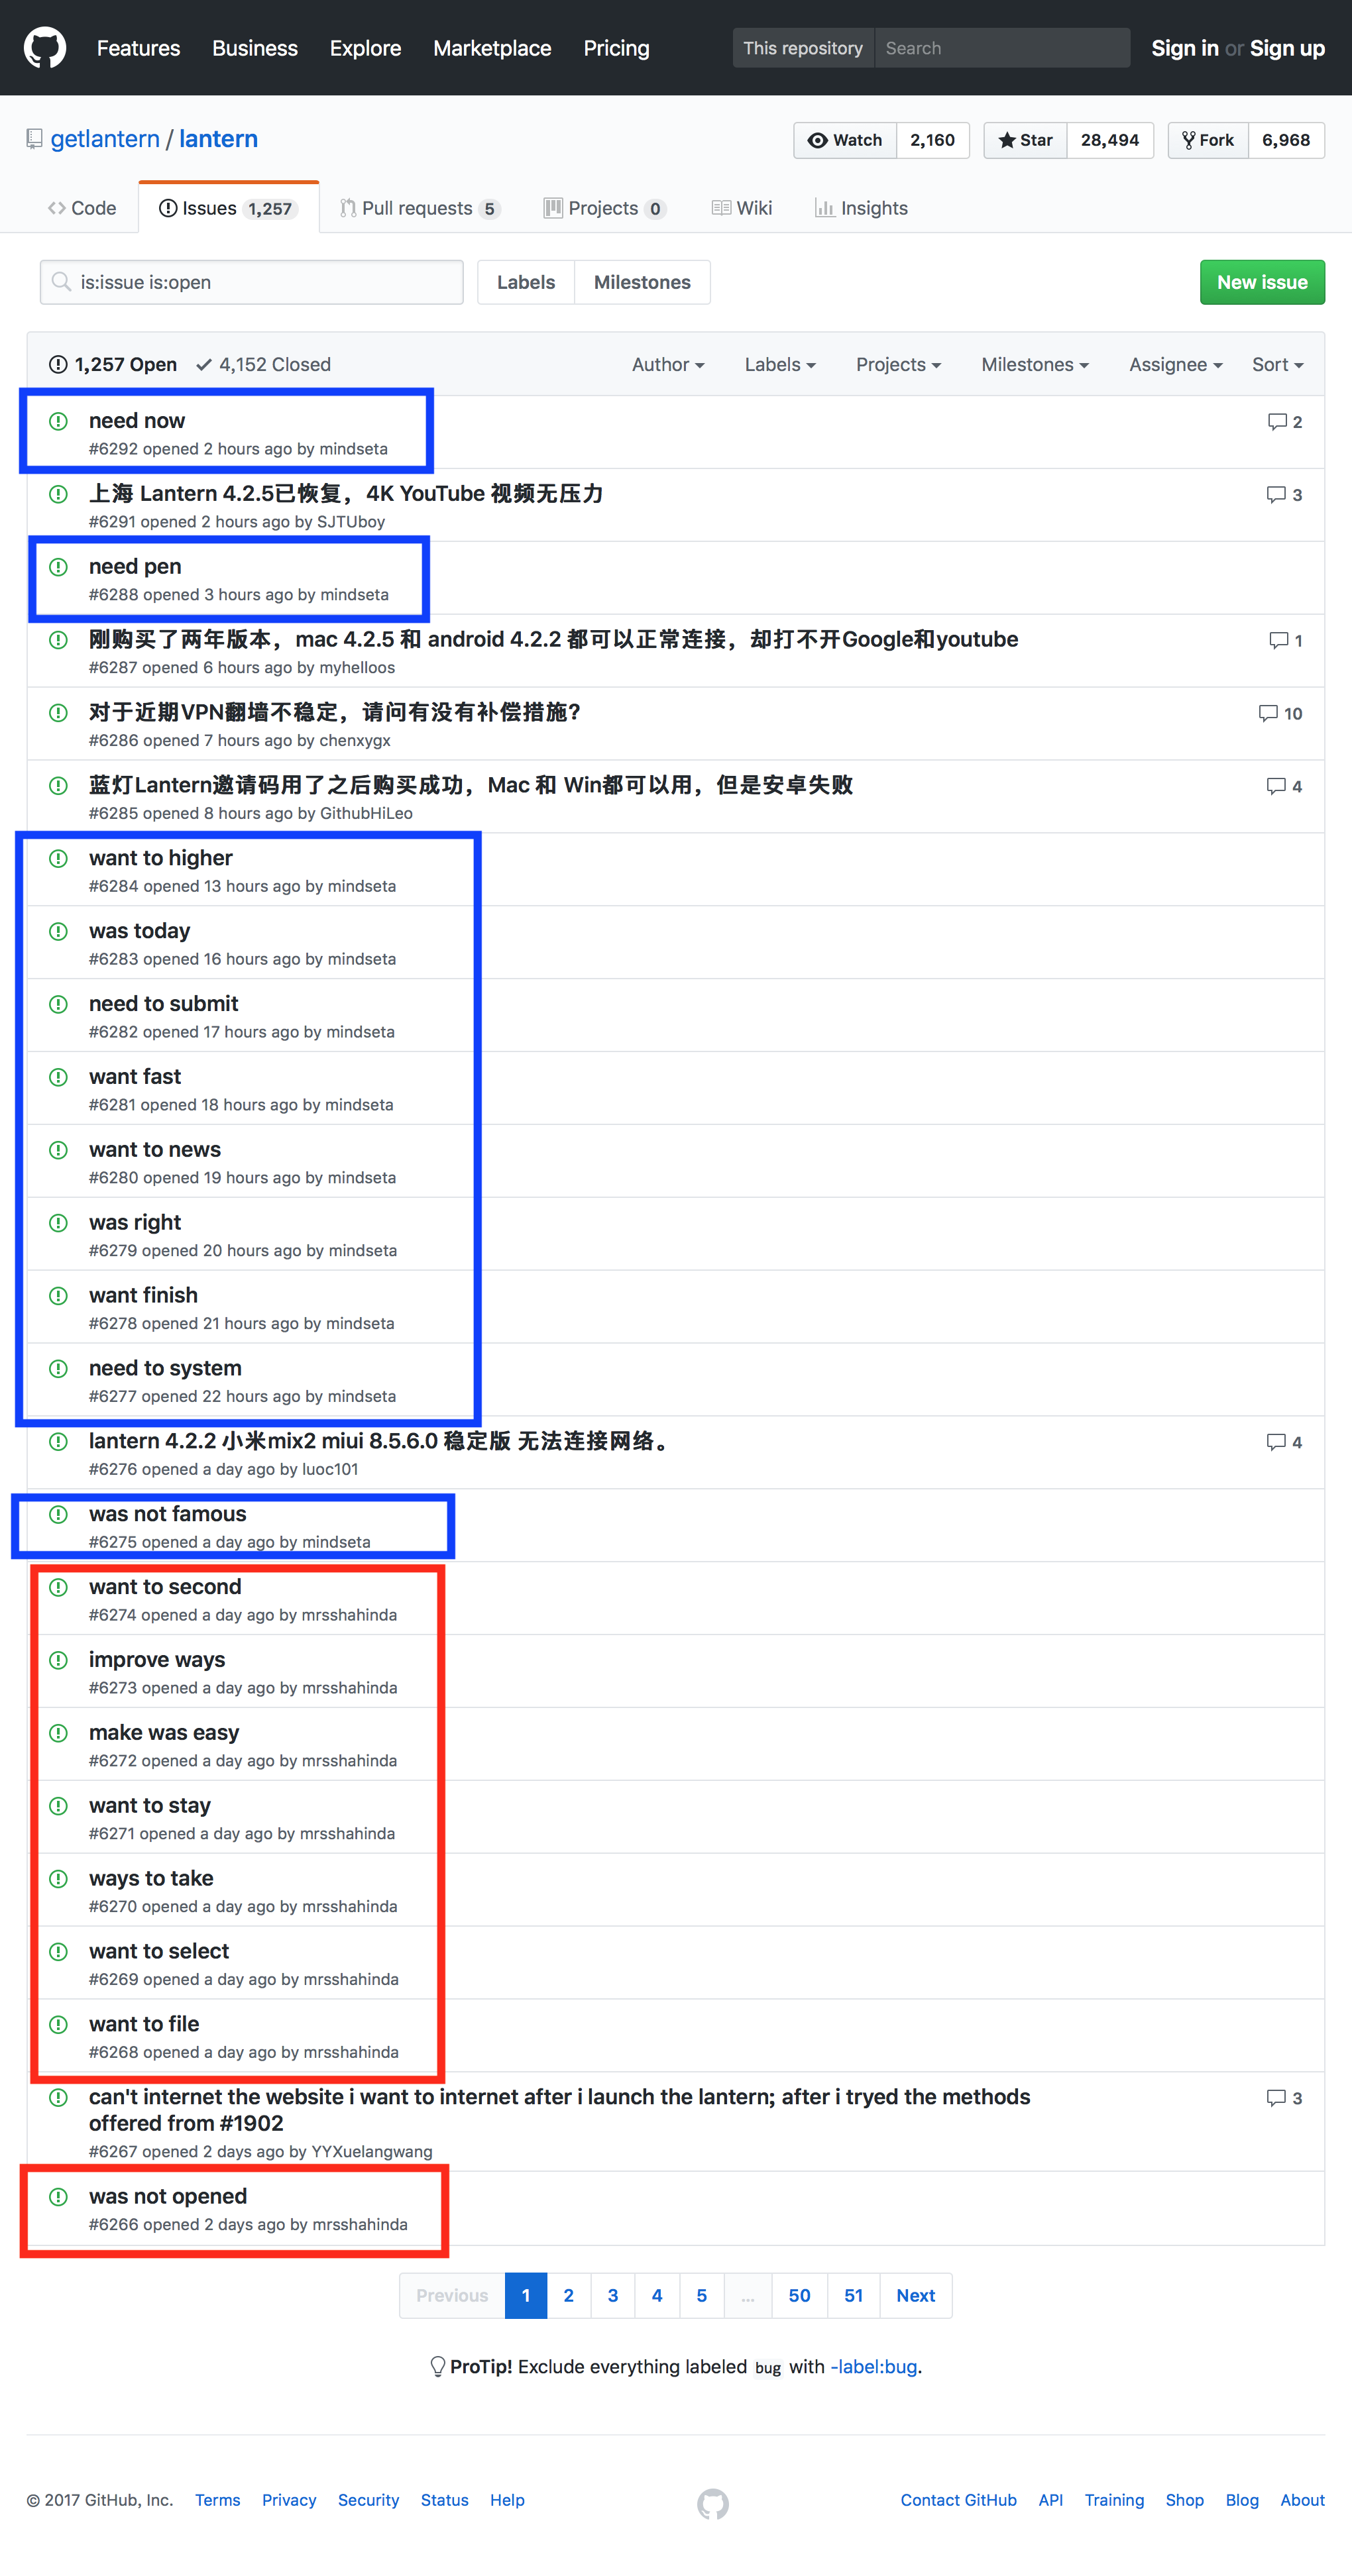 Features Business Explore Marketplace Pricing This repository Search Sign in or Sign up
getlantern / lantern Watch 2,160 Star 28,494 Fork 6,968
Code Issues 1,257 Pull requests 5 Projects 0 Wiki Insights
is:issue is:open Labels Milestones New issue
1,257 Open 4,152 Closed Author Labels Projects Milestones Assignee Sort
need now 2
#6292 opened 2 hours ago by mindseta
上海 Lantern 4.2.5已恢复，4K YouTube 视频无压力 3
#6291 opened 2 hours ago by SJTUboy
need pen
#6288 opened 3 hours ago by mindseta
刚购买了两年版本，mac 4.2.5 和 android 4.2.2 都可以正常连接，却打不开Google和youtube 1
#6287 opened 6 hours ago by myhelloos
对于近期VPN翻墙不稳定，请问有没有补偿措施？ 10
#6286 opened 7 hours ago by chenxygx
蓝灯Lantern邀请码用了之后购买成功，Mac 和 Win都可以用，但是安卓失败 4
#6285 opened 8 hours ago by GithubHiLeo
want to higher
#6284 opened 13 hours ago by mindseta
was today
#6283 opened 16 hours ago by mindseta
need to submit
#6282 opened 17 hours ago by mindseta
want fast
#6281 opened 18 hours ago by mindseta
want to news
#6280 opened 19 hours ago by mindseta
was right
#6279 opened 20 hours ago by mindseta
want finish
#6278 opened 21 hours ago by mindseta
need to system
#6277 opened 22 hours ago by mindseta
lantern 4.2.2 小米mix2 miui 8.5.6.0 稳定版 无法连接网络。 4
#6276 opened a day ago by luoc101
was not famous
#6275 opened a day ago by mindseta
want to second
#6274 opened a day ago by mrsshahinda
improve ways
#6273 opened a day ago by mrsshahinda
make was easy
#6272 opened a day ago by mrsshahinda
want to stay
#6271 opened a day ago by mrsshahinda
ways to take
#6270 opened a day ago by mrsshahinda
want to select
#6269 opened a day ago by mrsshahinda
want to file
#6268 opened a day ago by mrsshahinda
can't internet the website i want to internet after i launch the lantern; after i tryed the methods 3
offered from #1902
#6267 opened 2 days ago by YYXuelangwang
was not opened
#6266 opened 2 days ago by mrsshahinda
Previous 1 2 3 4 5 … 50 51 Next
ProTip! Exclude everything labeled bug with -label:bug.
© 2017 GitHub, Inc. Terms Privacy Security Status Help Contact GitHub API Training Shop Blog About